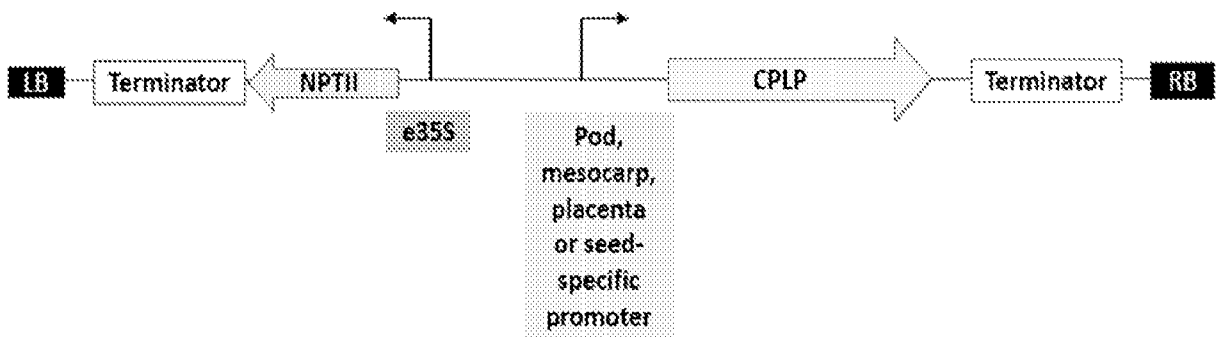 LB
Terminator
NPTII
CPLP
Terminator
RB
e35S
Pod,
mesocarp,
placenta
or seed-
specific
promoter